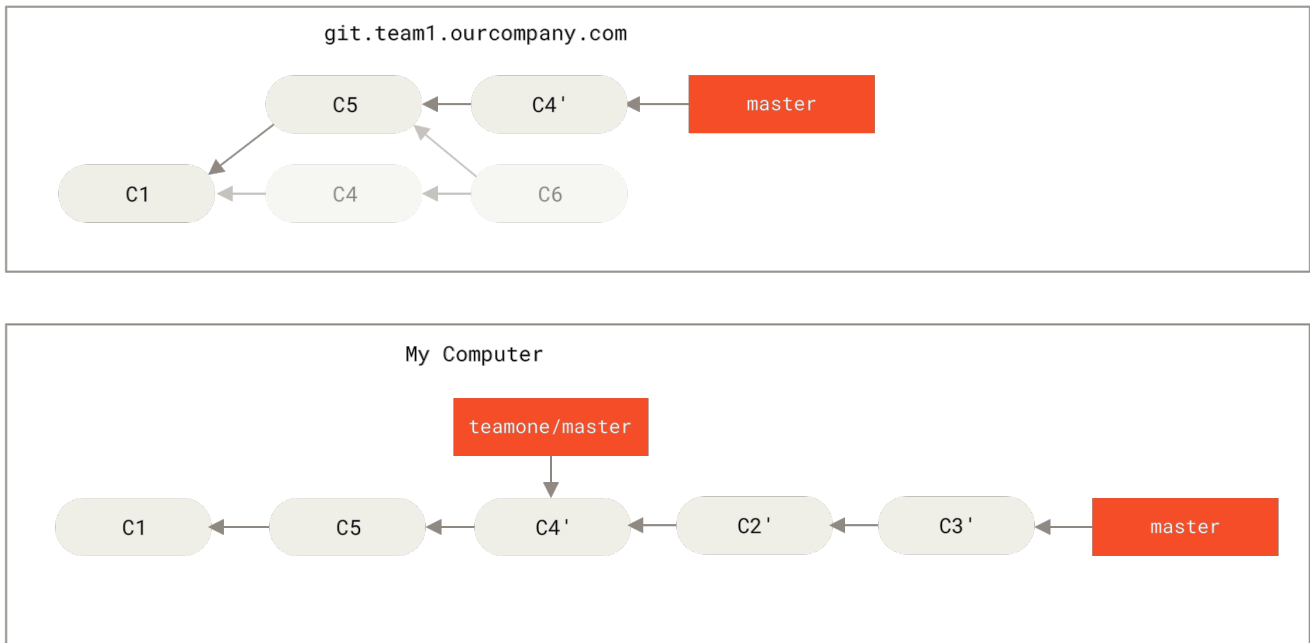 git.team1.ourcompany.com
C5
C4'
master
C1
C4
C6
My Computer
teamone/master
C1
C5
C4'
C2'
C3'
master